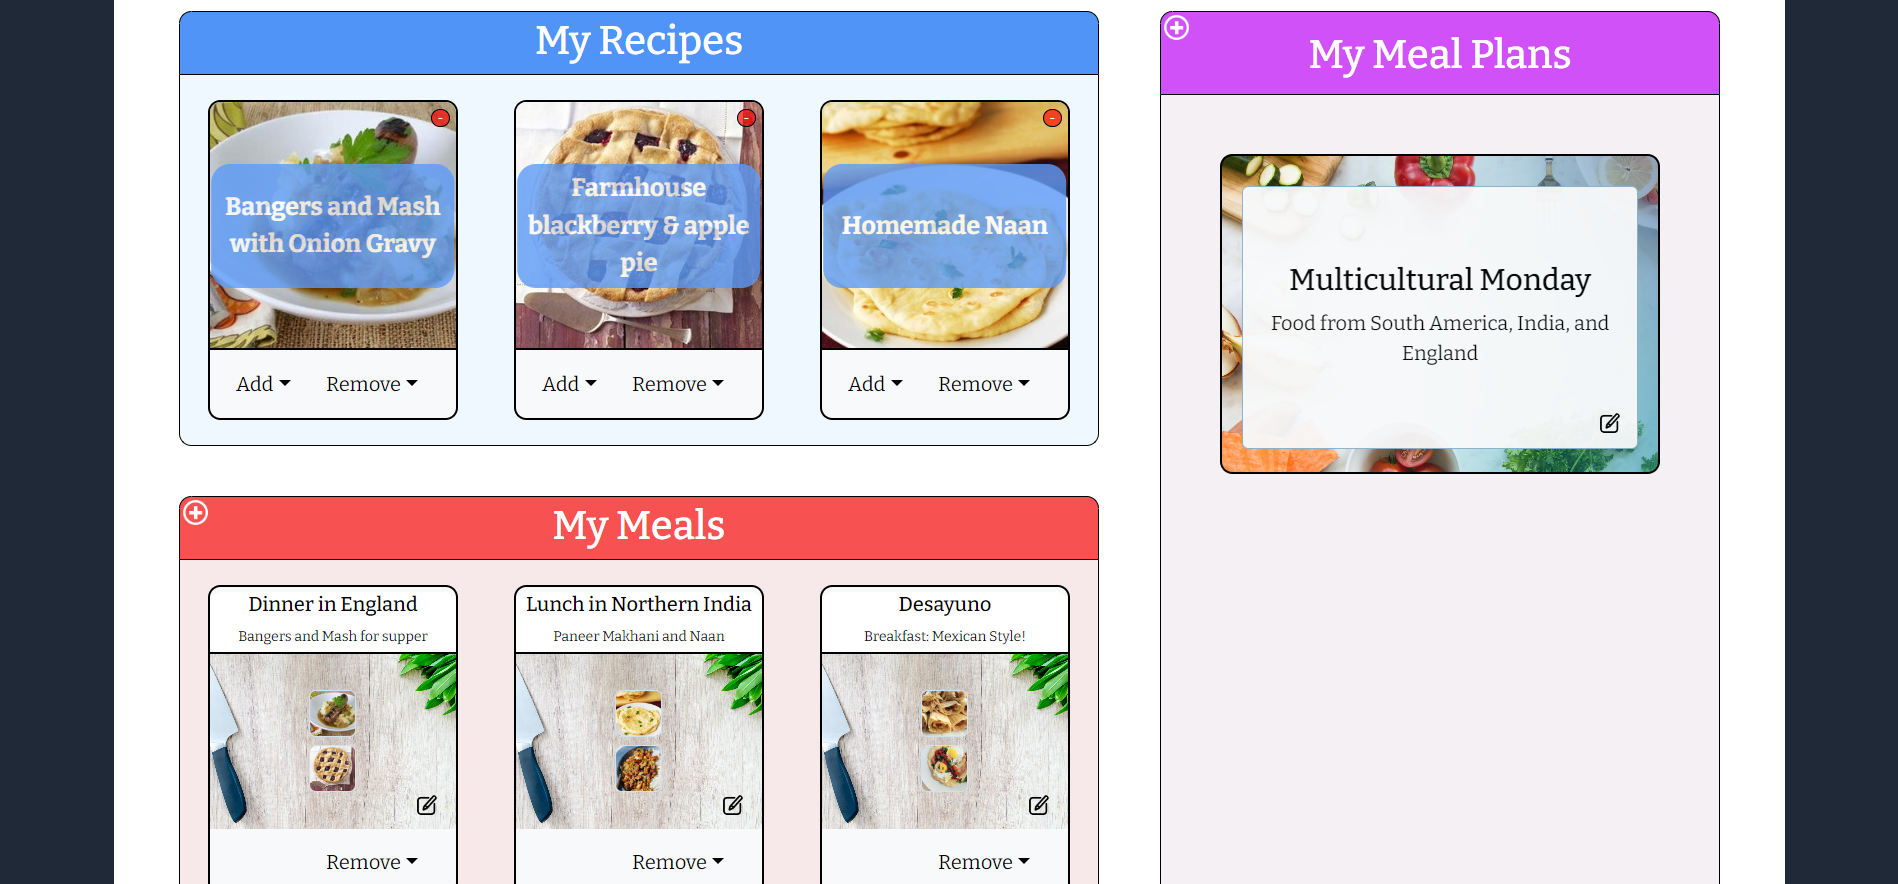 My Recipes
-
Bangers and Mash
with Onion Gravy
Add
Remove
-
Farmhouse
blackberry & apple
pie
Add
Remove
-
Homemade Naan
Add
Remove
My Meals
Dinner in England
Bangers and Mash for supper
Remove
Lunch in Northern India
Paneer Makhani and Naan
Remove
Desayuno
Breakfast: Mexican Style!
Remove
My Meal Plans
Multicultural Monday
Food from South America, India, and
England